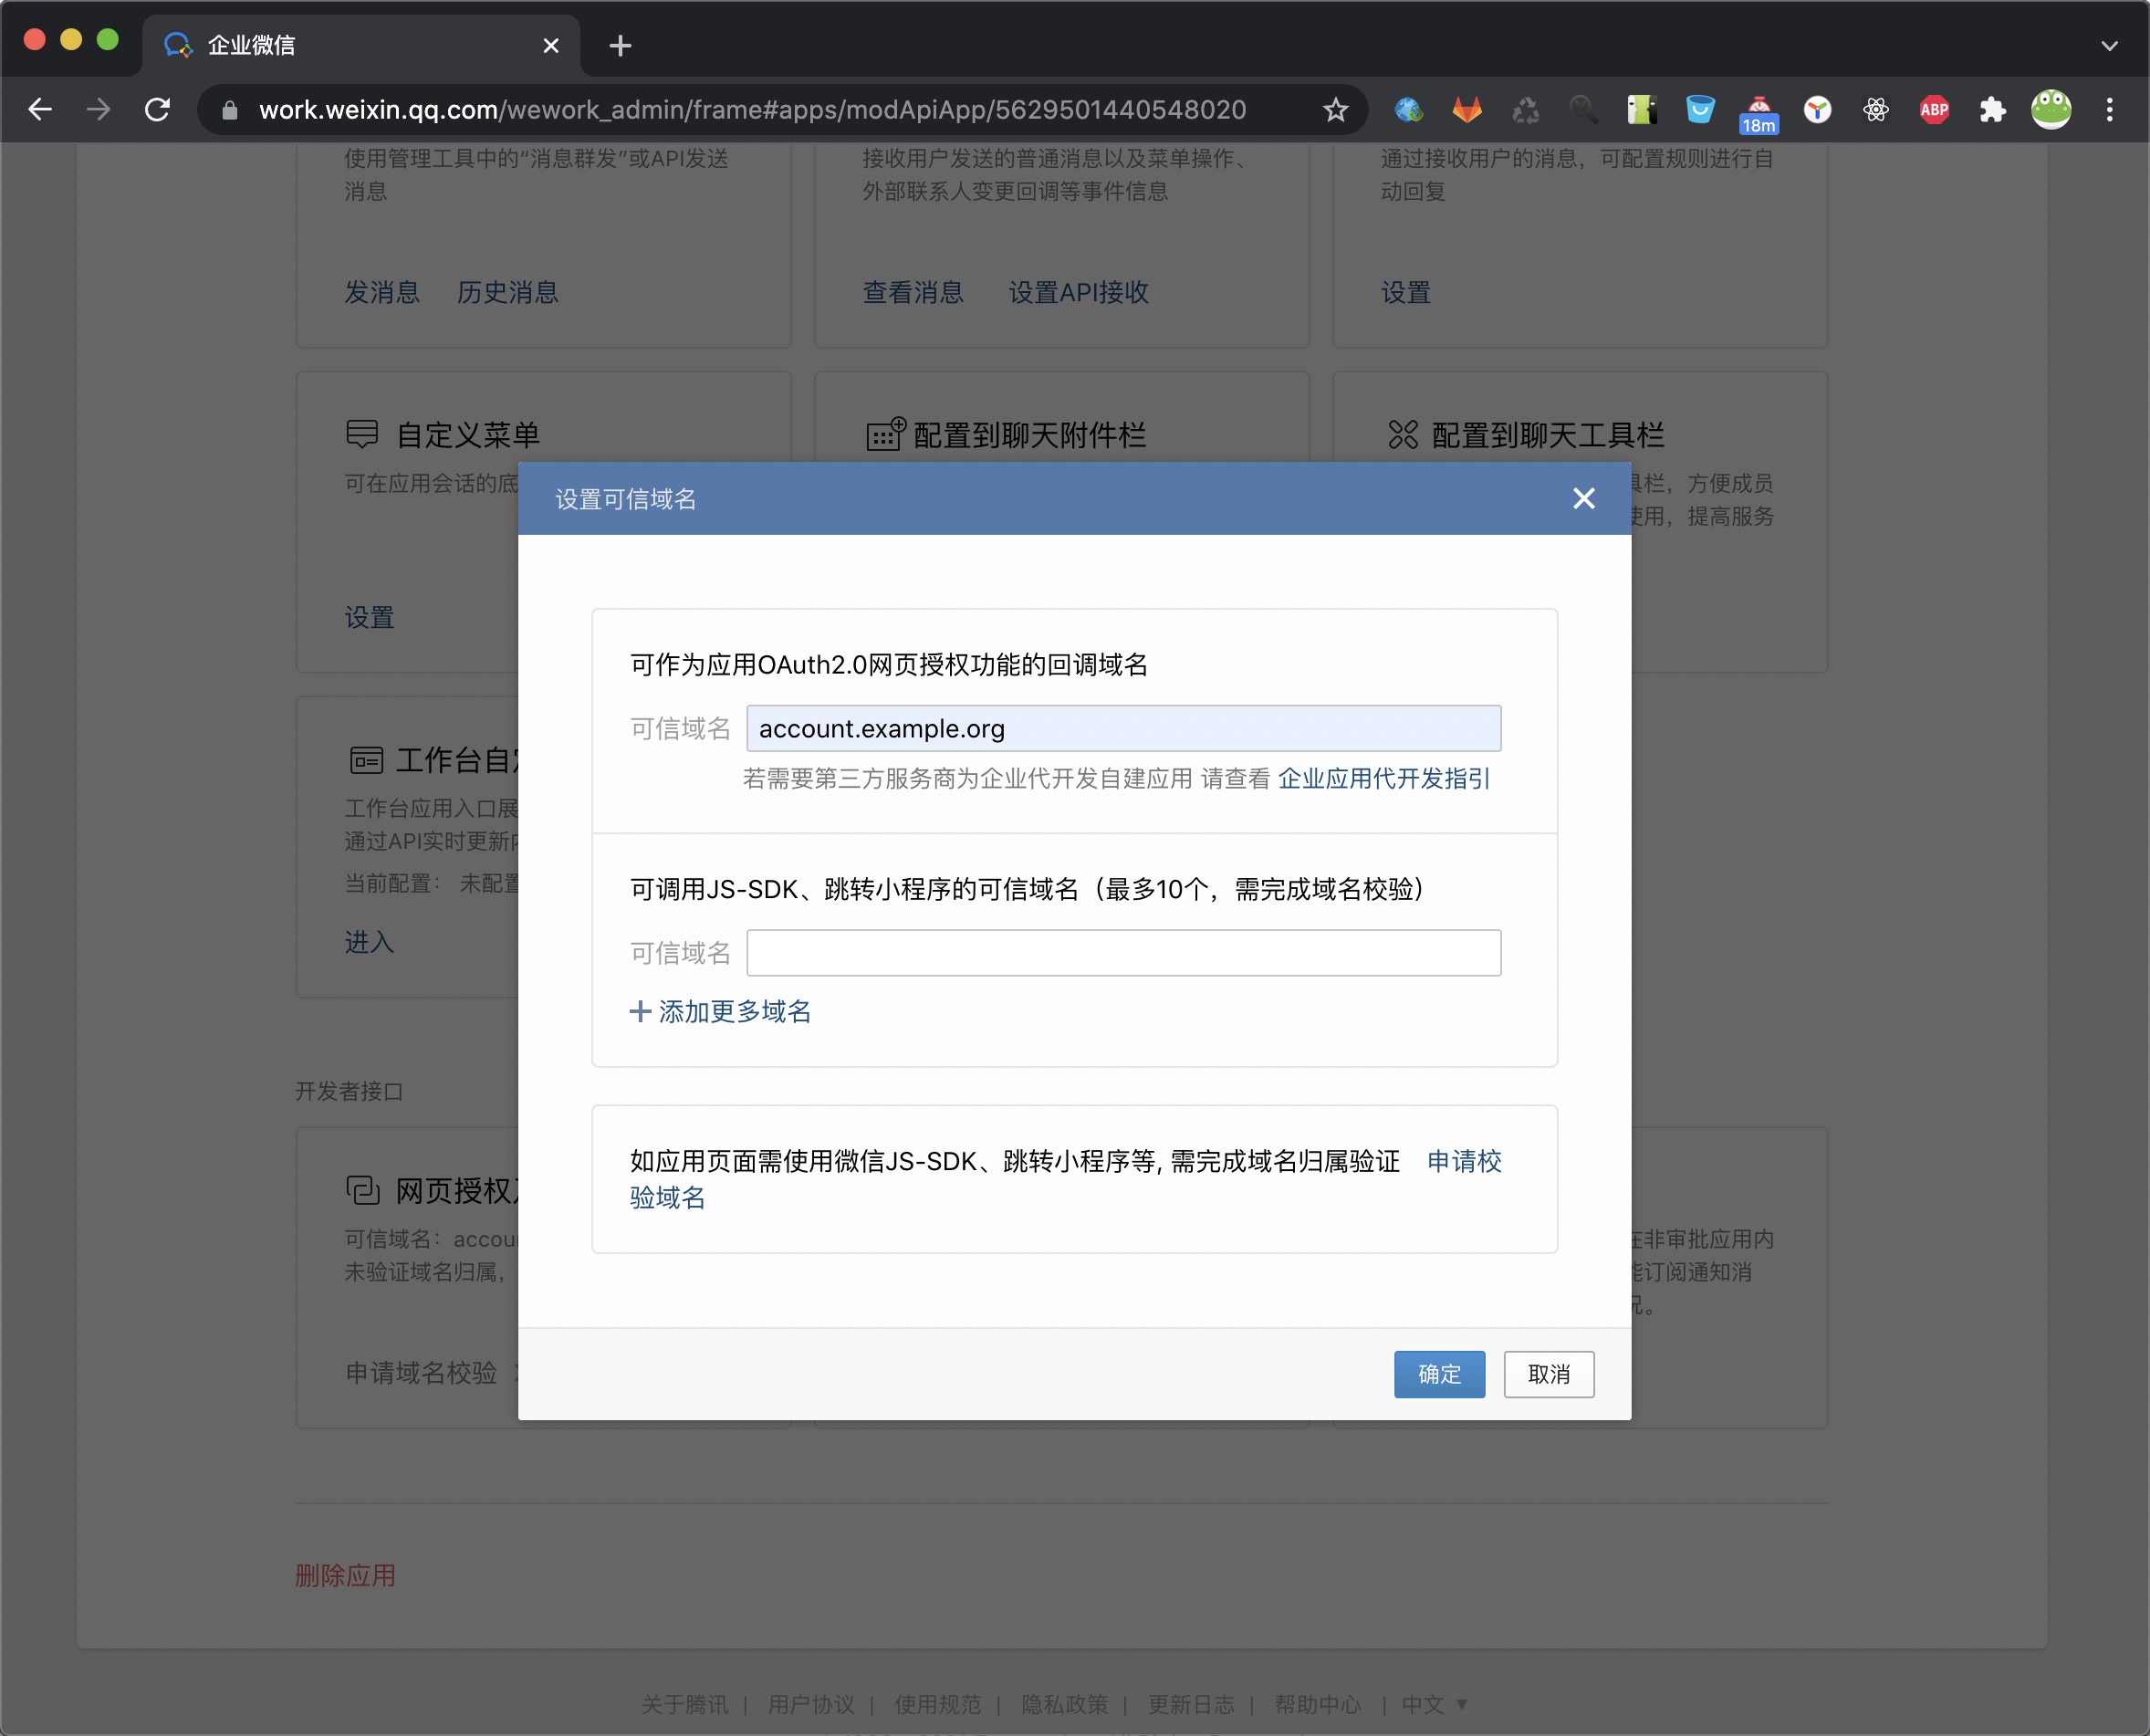 企业微信
work.weixin.qq.com/wework_admin/frame#apps/modApiApp/5629501440548020
18m
ABP
使用管理工具中的“消息群发”或API发送
消息
接收用户发送的普通消息以及菜单操作、
外部联系人变更回调等事件信息
通过接收用户的消息，可配置规则进行自
动回复
发消息 历史消息
查看消息 设置API接收
设置
自定义菜单
可在应用会话的底
设置
配置到聊天附件栏
配置到聊天工具栏
具栏，方便成员
使用，提高服务
工作台自定
工作台应用入口展
通过API实时更新内
当前配置： 未配置
进入
开发者接口
网页授权及
可信域名：accou
未验证域名归属，
申请域名校验
在非审批应用内
能订阅通知消
况。
设置可信域名
可作为应用OAuth2.0网页授权功能的回调域名
可信域名 account.example.org
若需要第三方服务商为企业代开发自建应用 请查看 企业应用代开发指引
可调用JS-SDK、跳转小程序的可信域名（最多10个，需完成域名校验）
可信域名
添加更多域名
如应用页面需使用微信JS-SDK、跳转小程序等, 需完成域名归属验证 申请校
验域名
确定 取消
删除应用
关于腾讯 | 用户协议 | 使用规范 | 隐私政策 | 更新日志 | 帮助中心 | 中文 ▼